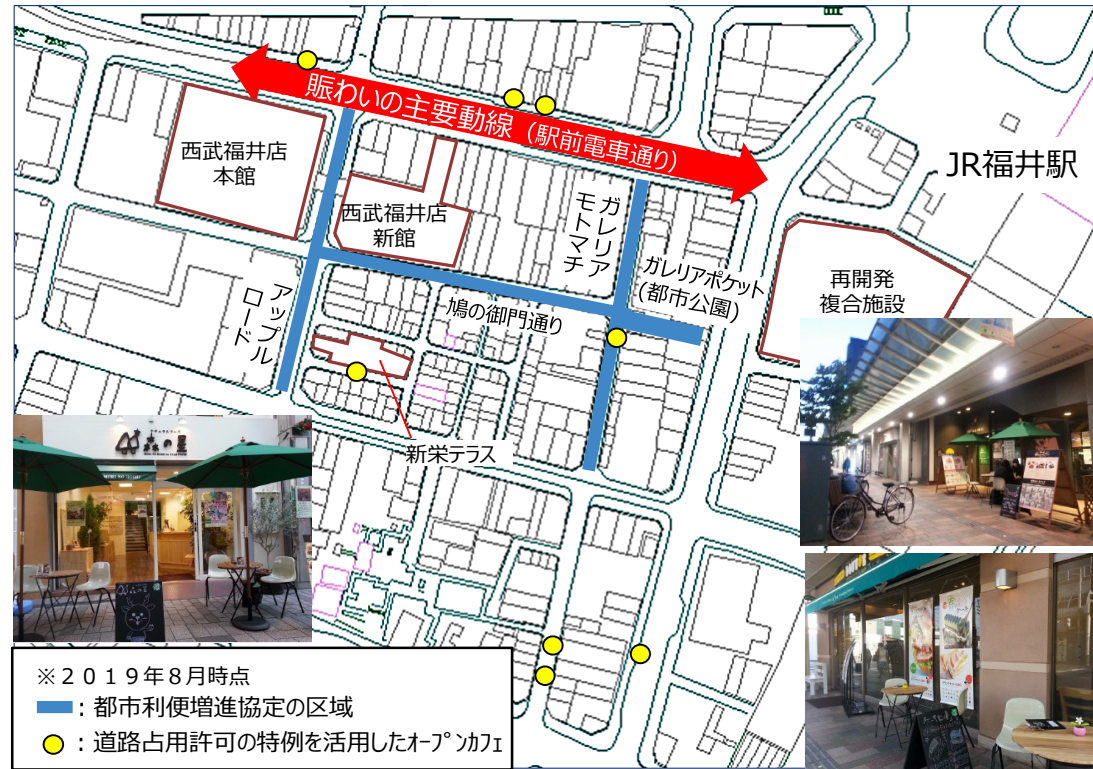 賑わいの主要動線（駅前電車通り）
JR福井駅
西武福井店
本館
西武福井店
新館
ガレリア
モトマチ
ガレリアポケット
（都市公園）
再開発
複合施設
アップル
ロード
鳩の御門通り
新栄テラス
森の星
※２０１９年８月時点
：都市利便増進協定の区域
：道路占用許可の特例を活用したオープンカフェ